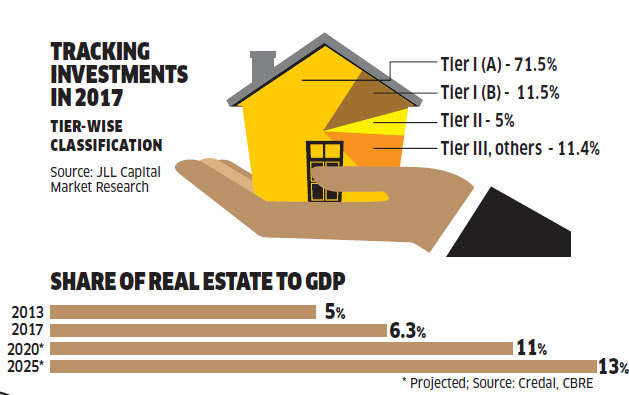 TRACKING
INVESTMENTS
IN 2017
TIER-WISE
CLASSIFICATION
Source: JLL Capital
Market Research
Tier I (A) - 71.5%
Tier I (B) - 11.5%
Tier II - 5%
Tier III, others - 11.4%
SHARE OF REAL ESTATE TO GDP
2013 5%
2017 6.3%
2020* 11%
2025* 13%
* Projected; Source: Credal, CBRE